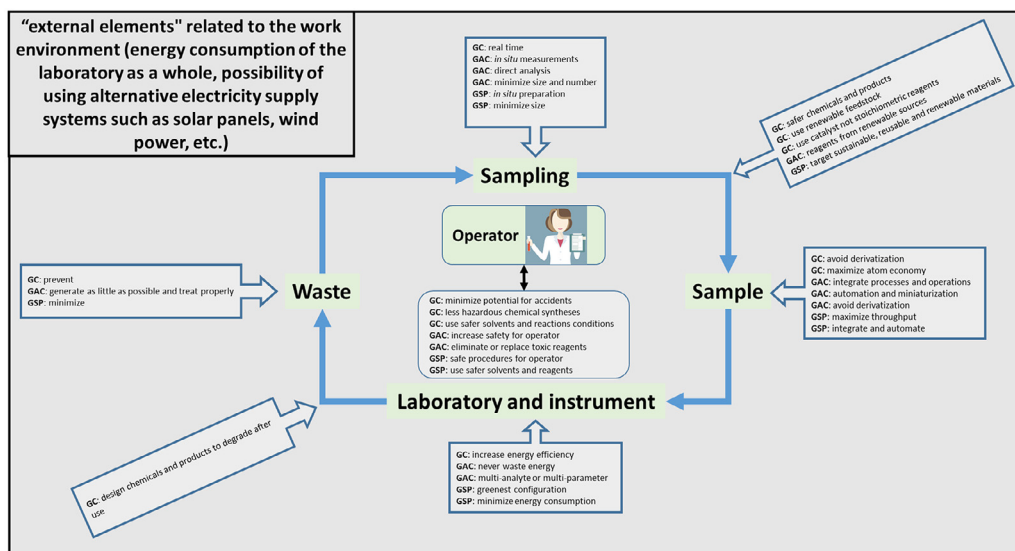 “external elements" related to the work
environment (energy consumption of the
laboratory as a whole, possibility of
using alternative electricity supply
systems such as solar panels, wind
power, etc.)
GC: real time
GAC: in situ measurements
GAC: direct analysis
GAC: minimize size and number
GSP: in situ preparation
GSP: minimize size
GC: safer chemicals and products
GC: use renewable feedstock
GC: use catalyst not stoichiometric reagents
GAC: reagents from renewable sources
GSP: target sustainable, reusable and renewable materials
Sampling
Operator
GC: prevent
GAC: generate as little as possible and treat properly
GSP: minimize
Waste
Sample
GC: avoid derivatization
GC: maximize atom economy
GAC: integrate processes and operations
GAC: automation and miniaturization
GAC: avoid derivatization
GSP: maximize throughput
GSP: integrate and automate
GC: minimize potential for accidents
GC: less hazardous chemical syntheses
GC: use safer solvents and reactions conditions
GAC: increase safety for operator
GAC: eliminate or replace toxic reagents
GSP: safe procedures for operator
GSP: use safer solvents and reagents
Laboratory and instrument
GC: design chemicals and products to degrade after
use
GC: increase energy efficiency
GAC: never waste energy
GAC: multi-analyte or multi-parameter
GSP: greenest configuration
GSP: minimize energy consumption